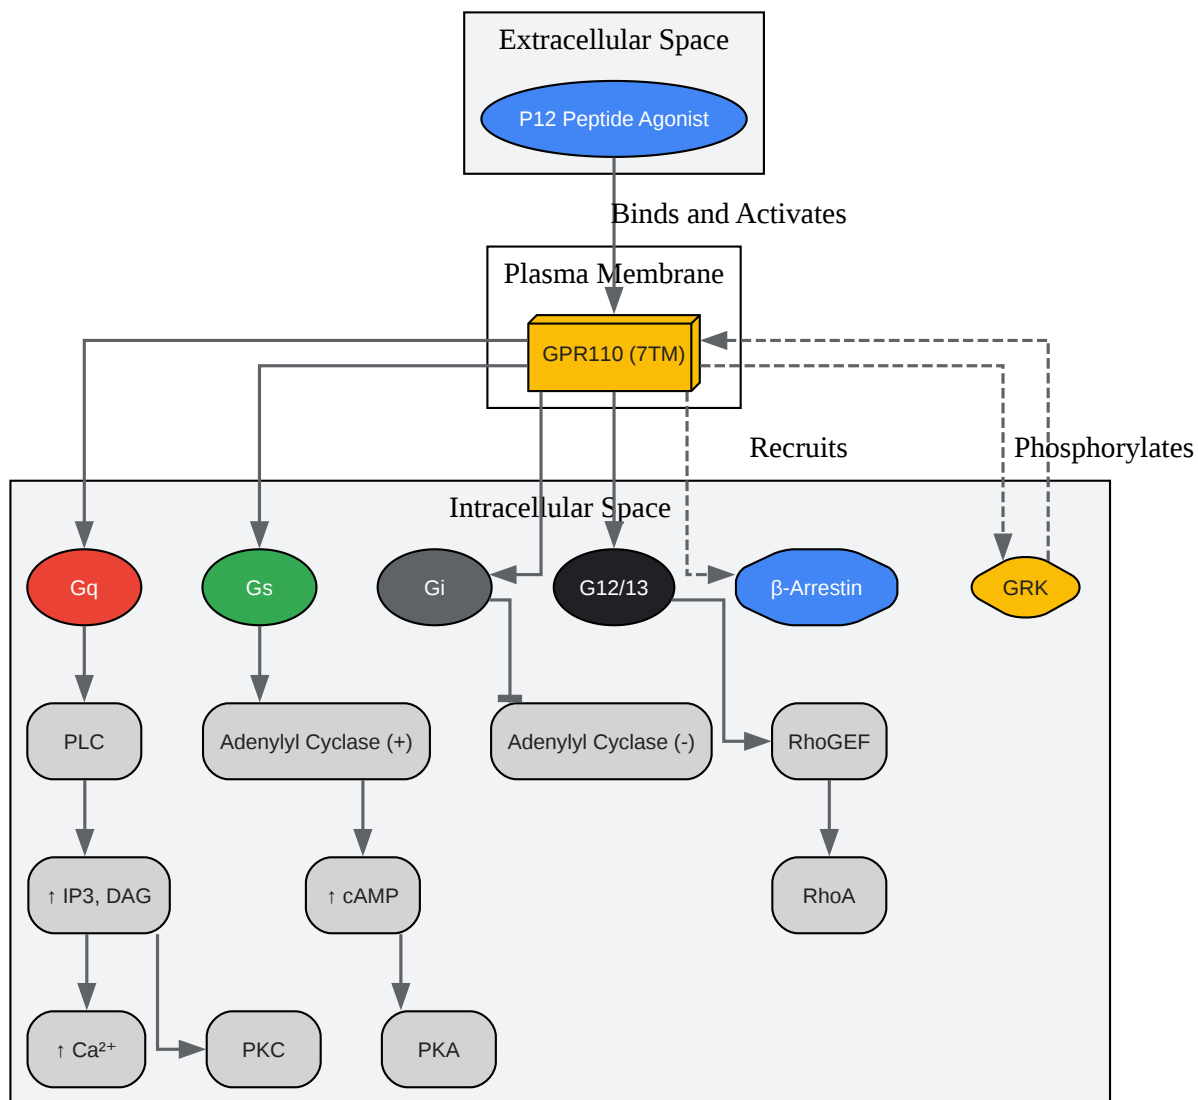 Extracellular Space
P12 Peptide Agonist
Binds and Activates
Plasma Membrane
GPR110 (7TM)
Recruits
Phosphorylates
Intracellular Space
Gq
Gs
Gi
G12/13
β-Arrestin
GRK
PLC
Adenylyl Cyclase (+)
Adenylyl Cyclase (-)
RhoGEF
↑ IP3, DAG
↑ cAMP
RhoA
↑ Ca²⁺
PKC
PKA